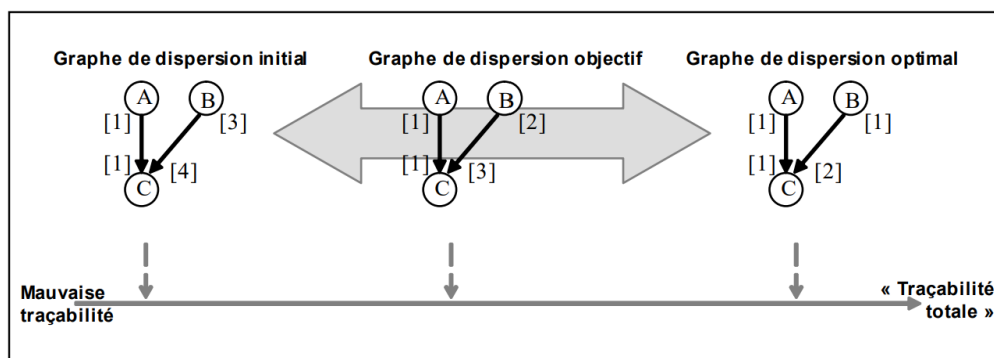 Graphe de dispersion initial
Graphe de dispersion objectif
Graphe de dispersion optimal
A B
[1] [3]
[1] [4]
C
A B
[1] [2]
[1] [3]
C
A B
[1] [1]
[1] [2]
C
Mauvaise
traçabilité
« Traçabilité
totale »